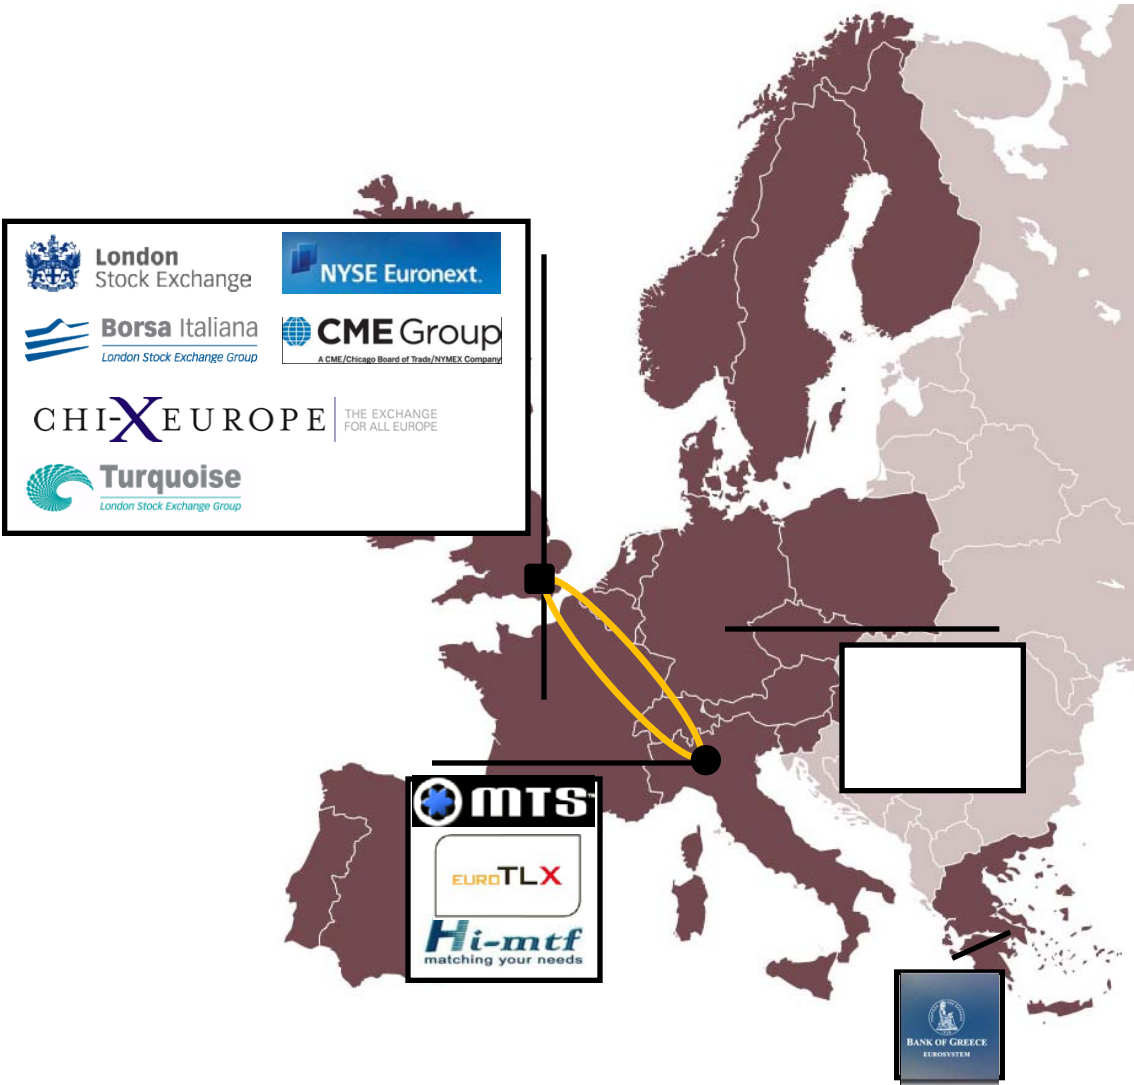 London
Stock Exchange
NYSE Euronext.
Borsa Italiana
London Stock Exchange Group
CME Group
A CME/Chicago Board of Trade/NYMEX Company
CHI-X EUROPE
THE EXCHANGE
FOR ALL EUROPE
Turquoise
London Stock Exchange Group
MTS™
EUROTLX
Hi-mtf
matching your needs
BANK OF GREECE
EUROSYSTEM